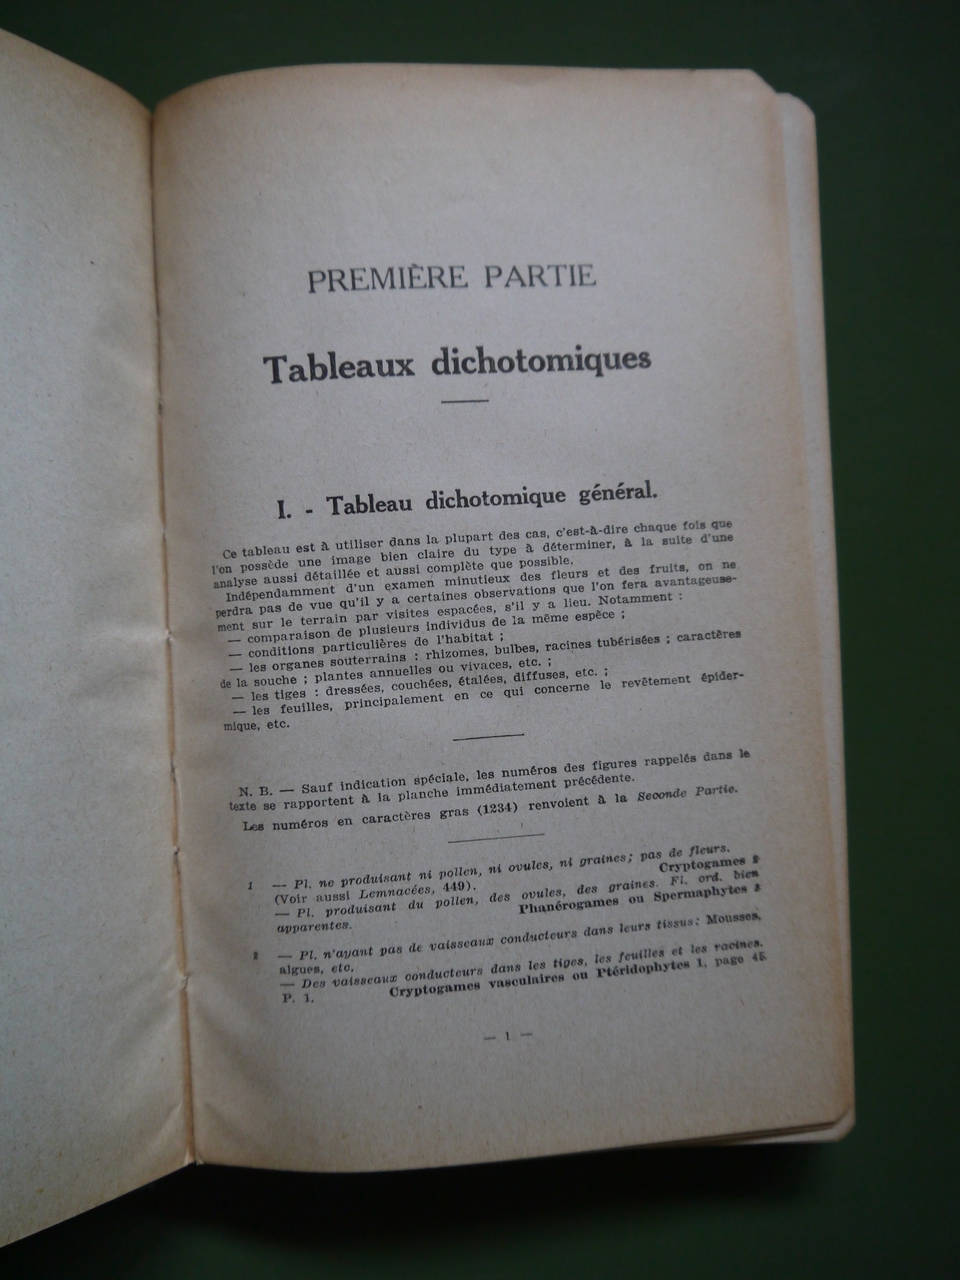 PREMIÈRE PARTIE
Tableaux dichotomiques
I. - Tableau dichotomique général.
Ce tableau est à utiliser dans la plupart des cas, c'est-à-dire chaque fois que
l'on possède une image bien claire du type à déterminer, à la suite d'une
analyse aussi détaillée et aussi complète que possible.
Indépendamment d'un examen minutieux des fleurs et des fruits, on ne
perdra pas de vue qu'il y a certaines observations que l'on fera avantageuse-
ment sur le terrain par visites espacées, s'il y a lieu. Notamment :
— comparaison de plusieurs individus de la même espèce ;
— conditions particulières de l'habitat ;
— les organes souterrains : rhizomes, bulbes, racines tubérisées ; caractères
de la souche ; plantes annuelles ou vivaces, etc. ;
— les tiges : dressées, couchées, étalées, diffuses, etc. ;
— les feuilles, principalement en ce qui concerne le revêtement épider-
mique, etc.
N. B. — Sauf indication spéciale, les numéros des figures rappelés dans le
texte se rapportent à la planche immédiatement précédente.
Les numéros en caractères gras (1234) renvoient à la Seconde Partie.
1 — Pl. ne produisant ni pollen, ni ovules, ni graines; pas de fleurs.
(Voir aussi Lemnacées, 449). Cryptogames 2
— Pl. produisant du pollen, des ovules, des graines. Fl. ord. bien
apparentes. Phanérogames ou Spermaphytes 3
2 — Pl. n'ayant pas de vaisseaux conducteurs dans leurs tissus: Mousses,
algues, etc.
— Des vaisseaux conducteurs dans les tiges, les feuilles et les racines.
P. 1. Cryptogames vasculaires ou Ptéridophytes 1, page 45.
— 1 —